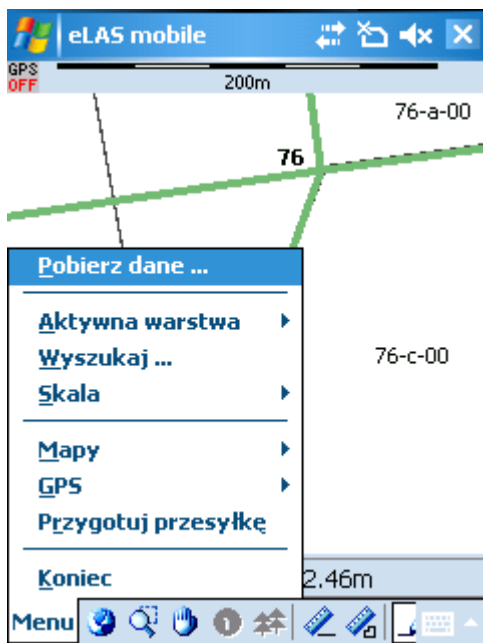 eLAS mobile
GPS
OFF
200m
76-a-00
76
Pobierz dane ...
Aktywna warstwa
Wyszukaj ...
76-c-00
Skala
Mapy
GPS
Przygotuj przesyłkę
Koniec
2.46m
Menu